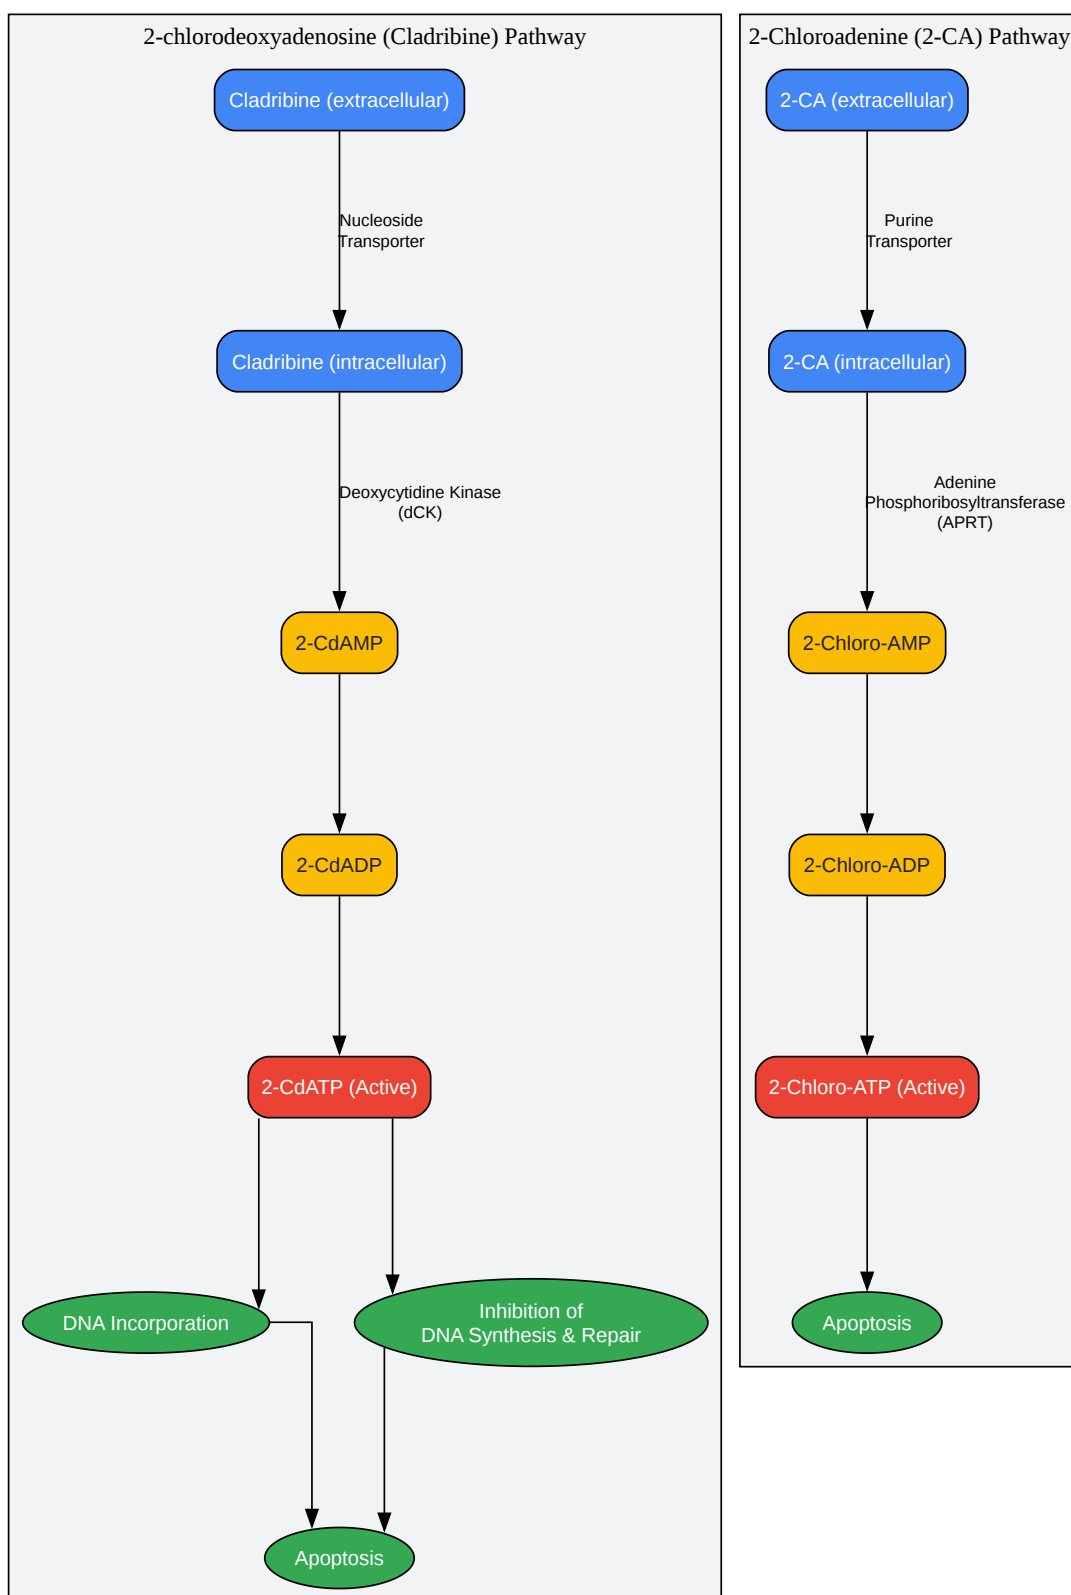 2-chlorodeoxyadenosine (Cladribine) Pathway
Cladribine (extracellular)
Nucleoside
Transporter
Cladribine (intracellular)
Deoxycytidine Kinase
(dCK)
2-CdAMP
2-CdADP
2-CdATP (Active)
DNA Incorporation
Inhibition of
DNA Synthesis & Repair
Apoptosis
2-Chloroadenine (2-CA) Pathway
2-CA (extracellular)
Purine
Transporter
2-CA (intracellular)
Adenine
Phosphoribosyltransferase
(APRT)
2-Chloro-AMP
2-Chloro-ADP
2-Chloro-ATP (Active)
Apoptosis